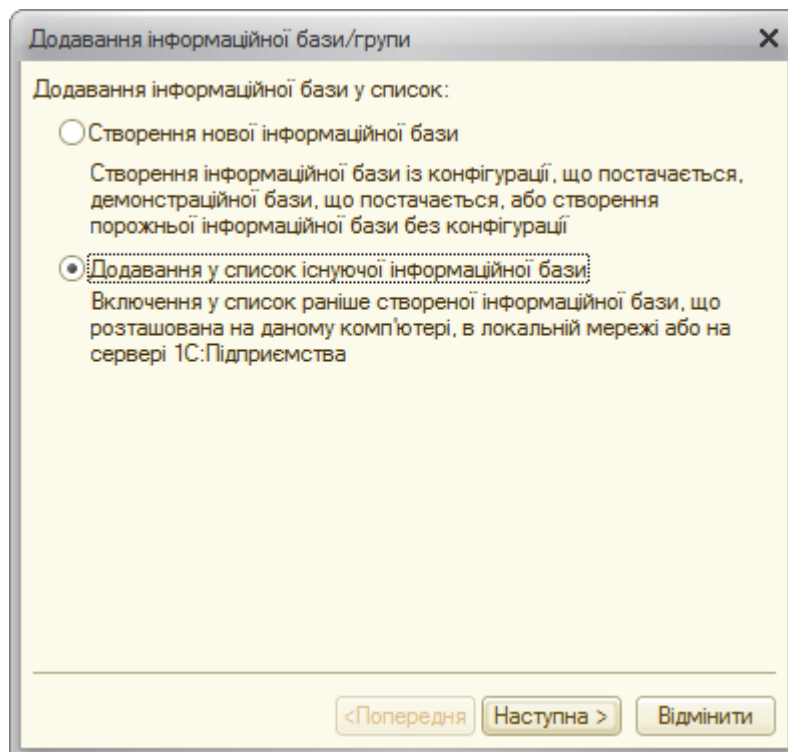 Додавання інформаційної бази/групи
Додавання інформаційної бази у список:
Створення нової інформаційної бази
Створення інформаційної бази із конфігурації, що постачається,
демонстраційної бази, що постачається, або створення
порожньої інформаційної бази без конфігурації
Додавання у список існуючої інформаційної бази
Включення у список раніше створеної інформаційної бази, що
розташована на даному комп'ютері, в локальній мережі або на
сервері 1С:Підприємства
<Попередня Наступна > Відмінити